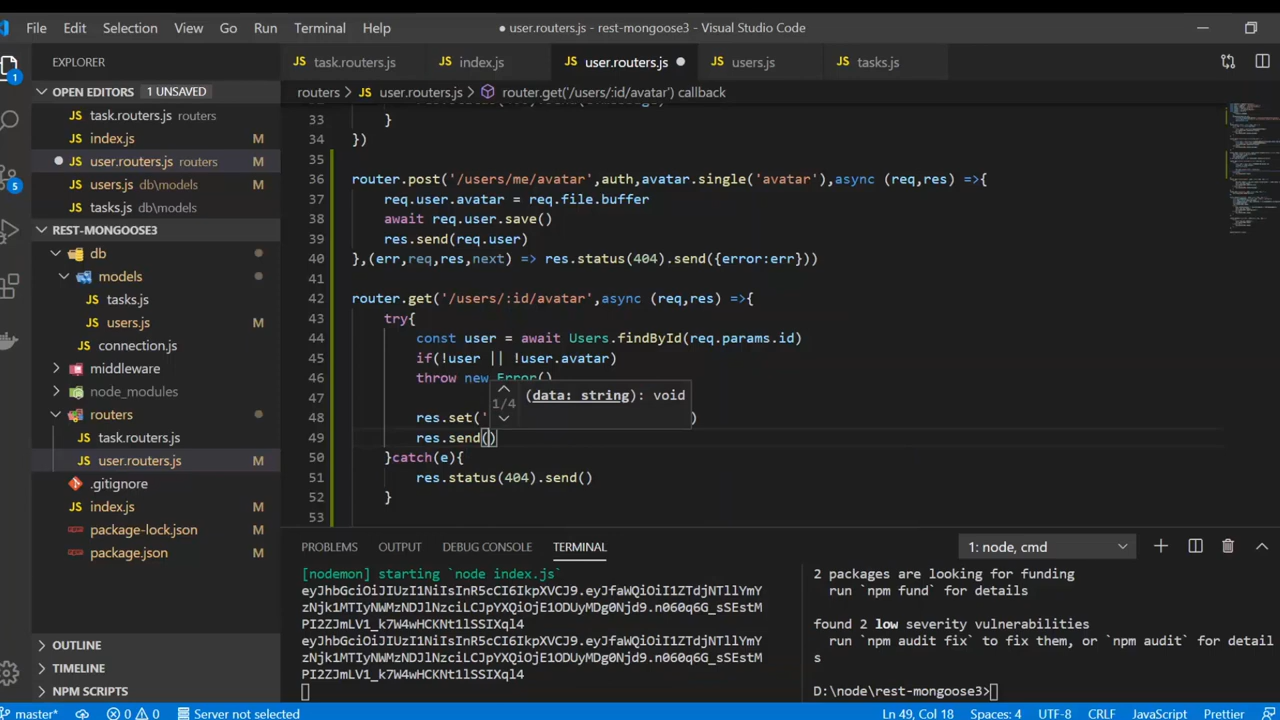 File Edit Selection View Go Run Terminal Help ● user.routers.js - rest-mongoose3 - Visual Studio Code
EXPLORER
OPEN EDITORS 1 UNSAVED
task.routers.js routers
index.js M
user.routers.js routers M
users.js db\models M
tasks.js db\models
REST-MONGOOSE3
db
models
tasks.js
users.js M
connection.js
middleware
node_modules
routers
task.routers.js
user.routers.js M
.gitignore
index.js M
package-lock.json M
package.json M
OUTLINE
TIMELINE
NPM SCRIPTS
1
5
JS task.routers.js JS index.js JS user.routers.js ● JS users.js JS tasks.js
routers > JS user.routers.js > router.get('/users/:id/avatar') callback
33 }
34 })
35
36 router.post('/users/me/avatar',auth,avatar.single('avatar'),async (req,res) =>{
37 req.user.avatar = req.file.buffer
38 await req.user.save()
39 res.send(req.user)
40 },(err,req,res,next) => res.status(404).send({error:err}))
41
42 router.get('/users/:id/avatar',async (req,res) =>{
43 try{
44 const user = await Users.findById(req.params.id)
45 if(!user || !user.avatar)
46 throw new Error()
47
48 res.set(' )
49 res.send()
50 }catch(e){
51 res.status(404).send()
52 }
53
1/4 (data: string): void
PROBLEMS OUTPUT DEBUG CONSOLE TERMINAL 1: node, cmd
[nodemon] starting `node index.js`
eyJhbGciOiJIUzI1NiIsInR5cCI6IkpXVCJ9.eyJfaWQiOiI1ZTdjNTllYmY
zNjk1MTIyNWMzNDJlNzciLCJpYXQiOjE1ODUyMDg0Njd9.n060q6G_sSEstM
PI2ZJmLV1_k7W4wHCKNt1lSSIXql4
eyJhbGciOiJIUzI1NiIsInR5cCI6IkpXVCJ9.eyJfaWQiOiI1ZTdjNTllYmY
zNjk1MTIyNWMzNDJlNzciLCJpYXQiOjE1ODUyMDg0Njd9.n060q6G_sSEstM
PI2ZJmLV1_k7W4wHCKNt1lSSIXql4
2 packages are looking for funding
run `npm fund` for details
found 2 low severity vulnerabilities
run `npm audit fix` to fix them, or `npm audit` for detail
s
D:\node\rest-mongoose3>
master* 0 0 Server not selected Ln 49, Col 18 Spaces: 4 UTF-8 CRLF JavaScript Prettier